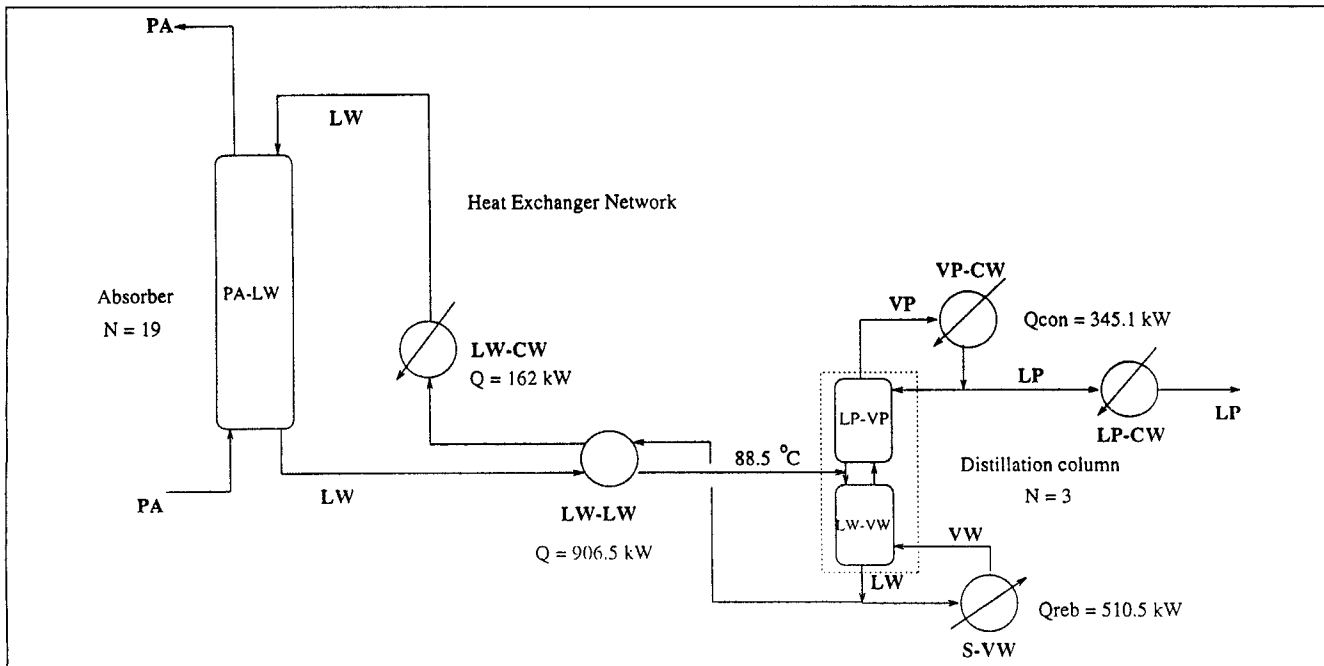 PA
LW
Heat Exchanger Network
VP-CW
VP
Qcon = 345.1 kW
Absorber
N = 19
PA-LW
LW-CW
Q = 162 kW
LP
LP-VP
LP
LP-CW
88.5 °C
Distillation column
N = 3
PA
LW
LW-LW
Q = 906.5 kW
LW-VW
VW
LW
Qreb = 510.5 kW
S-VW